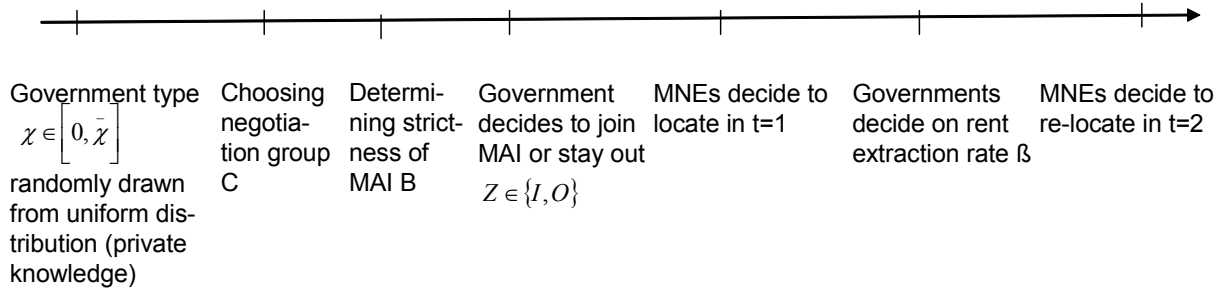 Government type
χ ∈ [0, χ̄]
randomly drawn
from uniform dis-
tribution (private
knowledge)
Choosing
negotia-
tion group
C
Determi-
ning strict-
ness of
MAI B
Government
decides to join
MAI or stay out
Z ∈ {I, O}
MNEs decide to
locate in t=1
Governments
decide on rent
extraction rate ß
MNEs decide to
re-locate in t=2